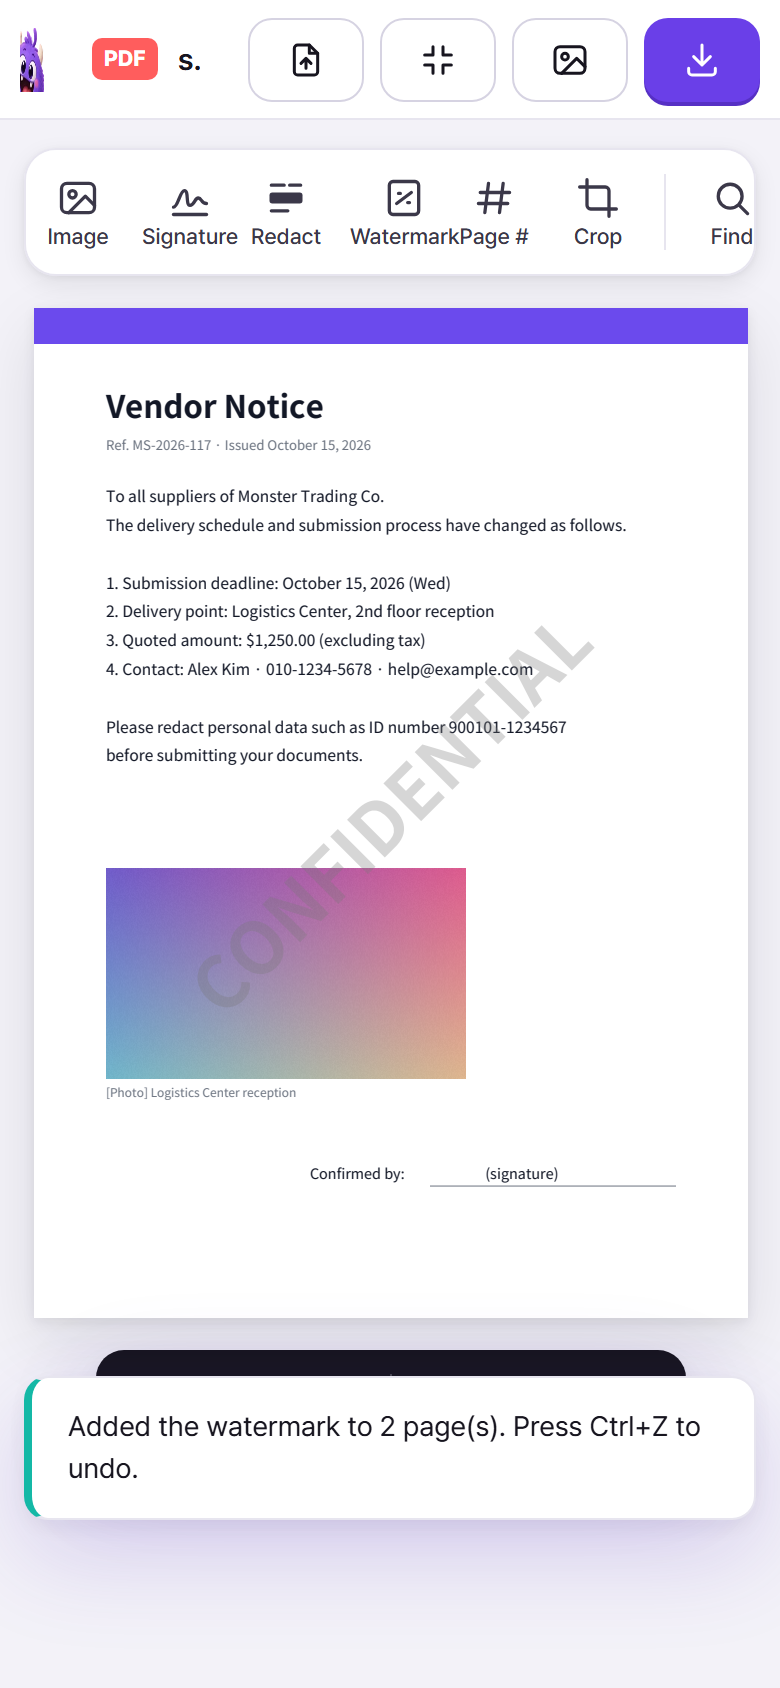 PDF
s.
Image
Signature
Redact
Watermark
Page #
Crop
Find
Vendor Notice
Ref. MS-2026-117 · Issued October 15, 2026
To all suppliers of Monster Trading Co.
The delivery schedule and submission process have changed as follows.
1. Submission deadline: October 15, 2026 (Wed)
2. Delivery point: Logistics Center, 2nd floor reception
3. Quoted amount: $1,250.00 (excluding tax)
4. Contact: Alex Kim · 010-1234-5678 · help@example.com
Please redact personal data such as ID number 900101-1234567
before submitting your documents.
CONFIDENTIAL
[Photo] Logistics Center reception
Confirmed by: (signature)
Added the watermark to 2 page(s). Press Ctrl+Z to
undo.